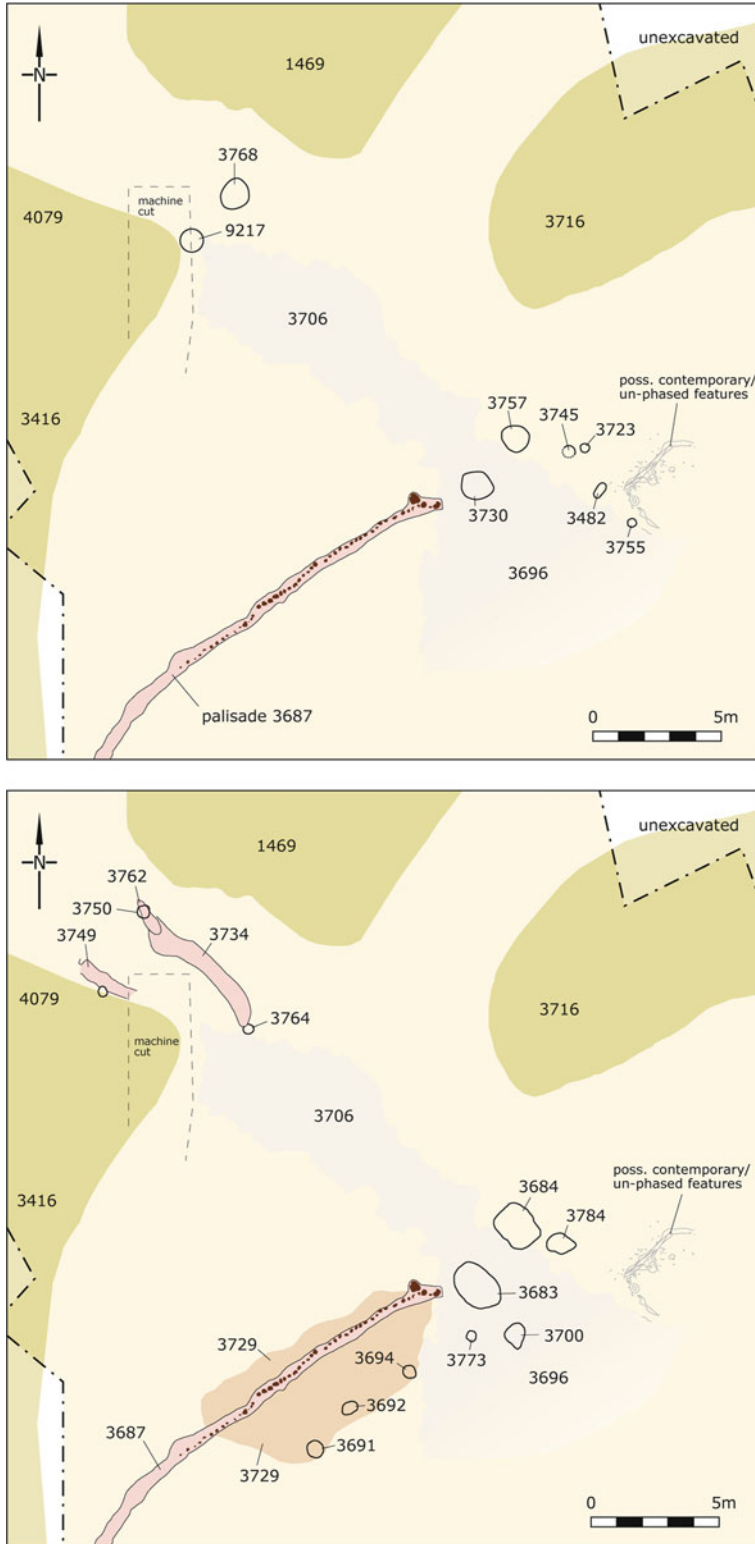 unexcavated
N
1469
3768
machine
cut
4079
9217
3716
3706
poss. contemporary/
un-phased features
3757
3745
3723
3416
3730
3482
3755
3696
palisade 3687
0
5m
unexcavated
1469
N
3762
3750
3734
3749
4079
3764
3716
machine
cut
3706
poss. contemporary/
un-phased features
3684
3784
3416
3683
3729
3694
3773
3700
3696
3692
3687
3691
3729
0
5m